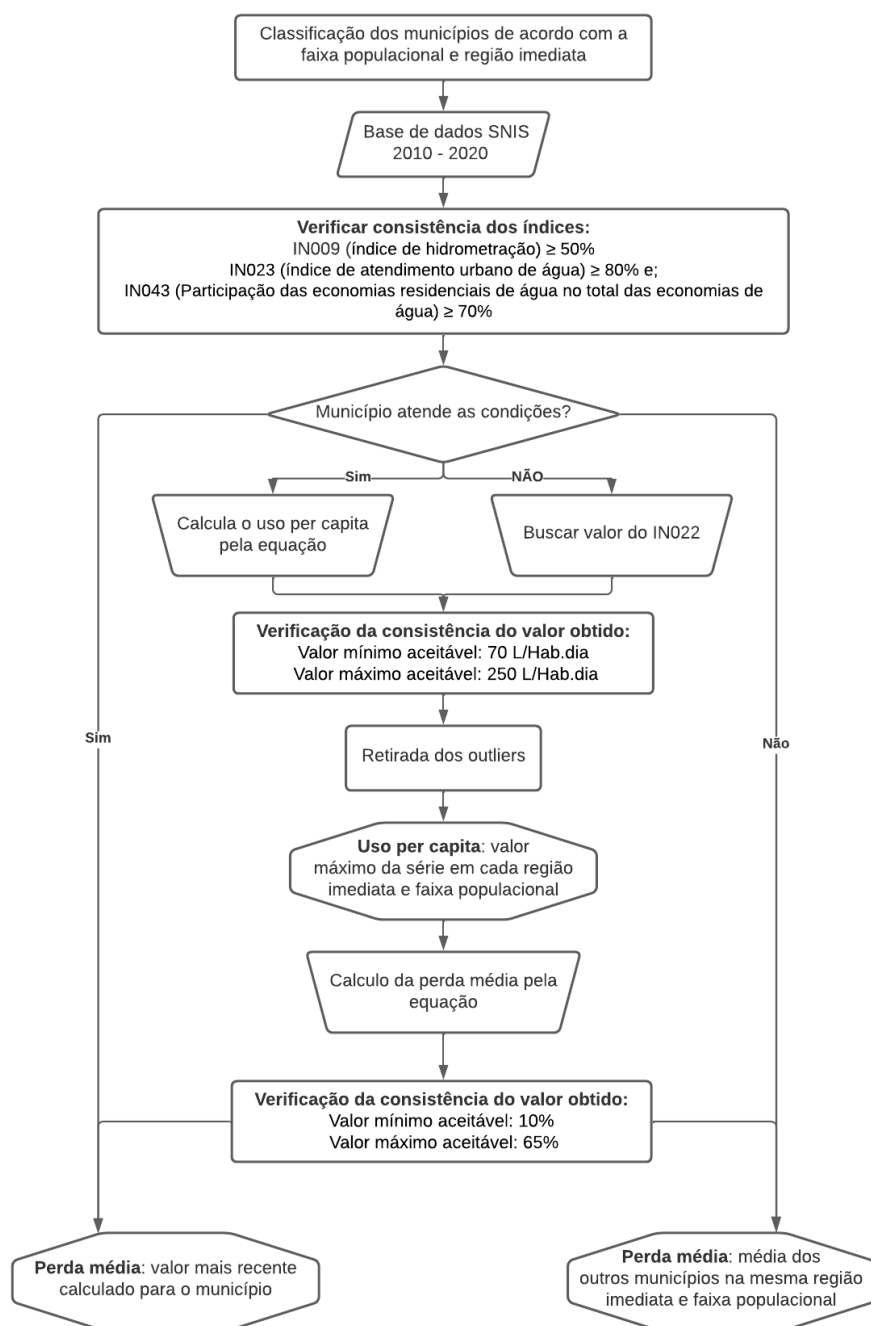 Classificação dos municípios de acordo com a
faixa populacional e região imediata
Base de dados SNIS
2010 - 2020
Verificar consistência dos índices:
IN009 (índice de hidrometração) ≥ 50%
IN023 (índice de atendimento urbano de água) ≥ 80% e;
IN043 (Participação das economias residenciais de água no total das economias de
água) ≥ 70%
Município atende as condições?
Sim
NÃO
Calcula o uso per capita
pela equação
Buscar valor do IN022
Verificação da consistência do valor obtido:
Valor mínimo aceitável: 70 L/Hab.dia
Valor máximo aceitável: 250 L/Hab.dia
Sim
Não
Retirada dos outliers
Uso per capita: valor
máximo da série em cada região
imediata e faixa populacional
Calculo da perda média pela
equação
Verificação da consistência do valor obtido:
Valor mínimo aceitável: 10%
Valor máximo aceitável: 65%
Perda média: valor mais recente
calculado para o município
Perda média: média dos
outros municípios na mesma região
imediata e faixa populacional